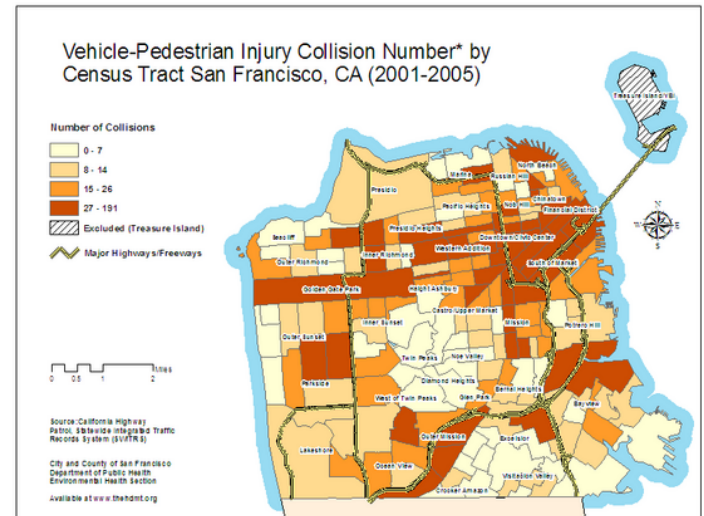 Vehicle-Pedestrian Injury Collision Number* by
Census Tract San Francisco, CA (2001-2005)
Treasure Island/YBI
Number of Collisions
0 - 7
8 - 14
15 - 26
27 - 191
Excluded (Treasure Island)
Major Highways/Freeways
North Beach
Marina
Russian Hill
Presidio
Nob Hill
Chinatown
Pacific Heights
Financial District
N
W
E
S
Presidio Heights
Seacliff
Downtown/Civic Center
Western Addition
Inner Richmond
Outer Richmond
South of Market
Golden Gate Park
Haight Ashbury
Castro/Upper Market
Inner Sunset
Mission
Potrero Hill
Outer Sunset
Twin Peaks
Noe Valley
Miles
0
0.5
1
2
Parkside
Diamond Heights
Bernal Heights
West of Twin Peaks
Glen Park
Bayview
Source:California Highway
Patrol, Statewide Integrated Traffic
Records System (SWITRS)
Outer Mission
Excelsior
Lakeshore
Ocean View
Visitation Valley
Crocker Amazon
City and County of San Francisco
Department of Public Health
Environmental Health Section
Available at www.thehdmt.org